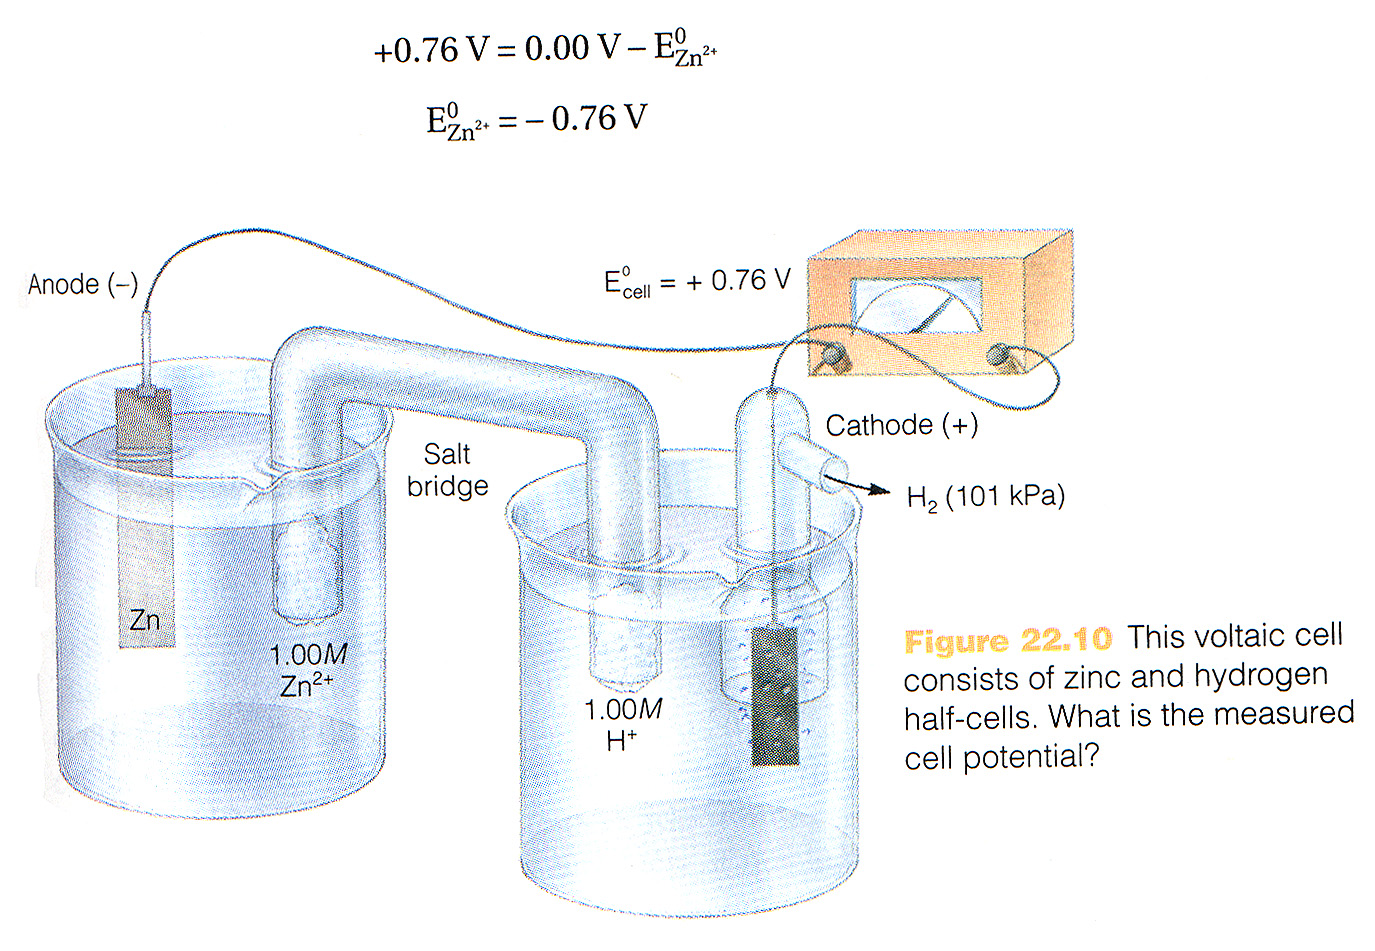 +0.76 V = 0.00 V – E⁰Zn²⁺
E⁰Zn²⁺ = – 0.76 V
Anode (–)
E⁰cell = + 0.76 V
Cathode (+)
Salt
bridge
H₂ (101 kPa)
Zn
1.00M
Zn²⁺
1.00M
H⁺
Figure 22.10 This voltaic cell
consists of zinc and hydrogen
half-cells. What is the measured
cell potential?